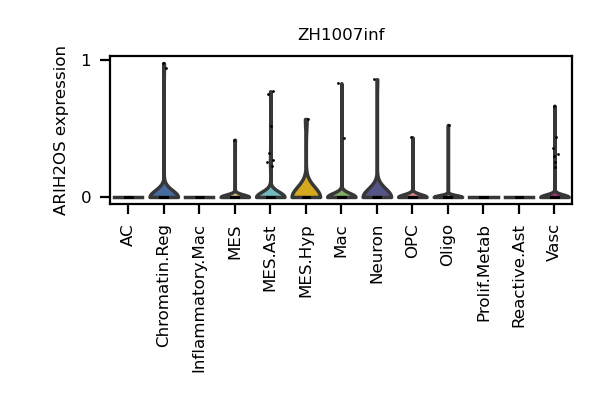 ZH1007inf
ARIH2OS expression
1
0
AC
Chromatin.Reg
Inflammatory.Mac
MES
MES.Ast
MES.Hyp
Mac
Neuron
OPC
Oligo
Prolif.Metab
Reactive.Ast
Vasc